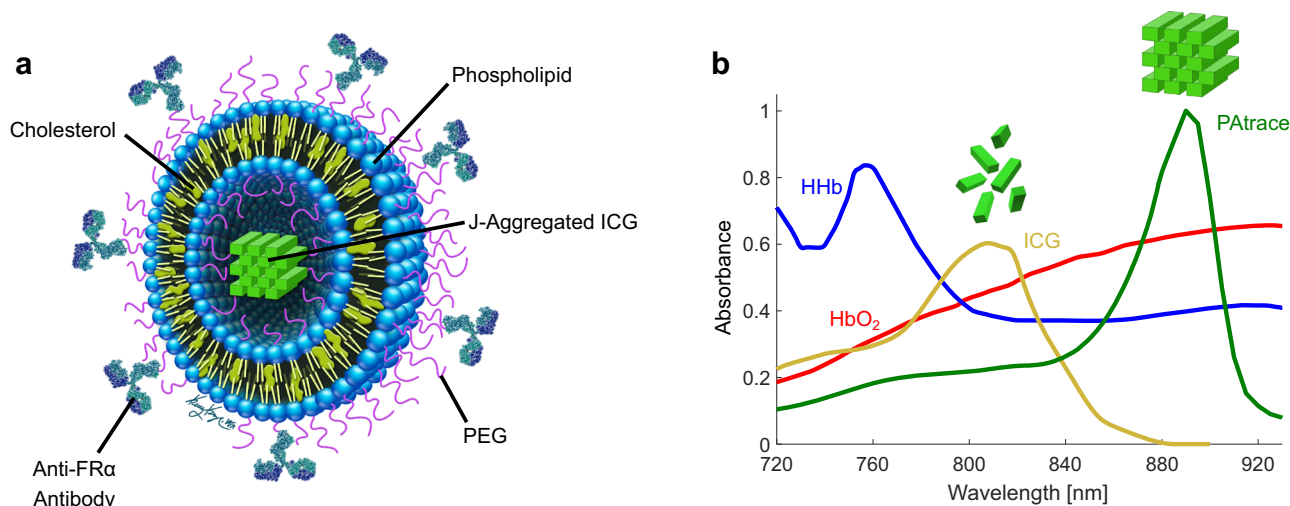 a
Phospholipid
Cholesterol
J-Aggregated ICG
PEG
Anti-FRα
Antibody
b
PAtrace
HHb
ICG
HbO₂
Absorbance
1
0.8
0.6
0.4
0.2
0
720 760 800 840 880 920
Wavelength [nm]